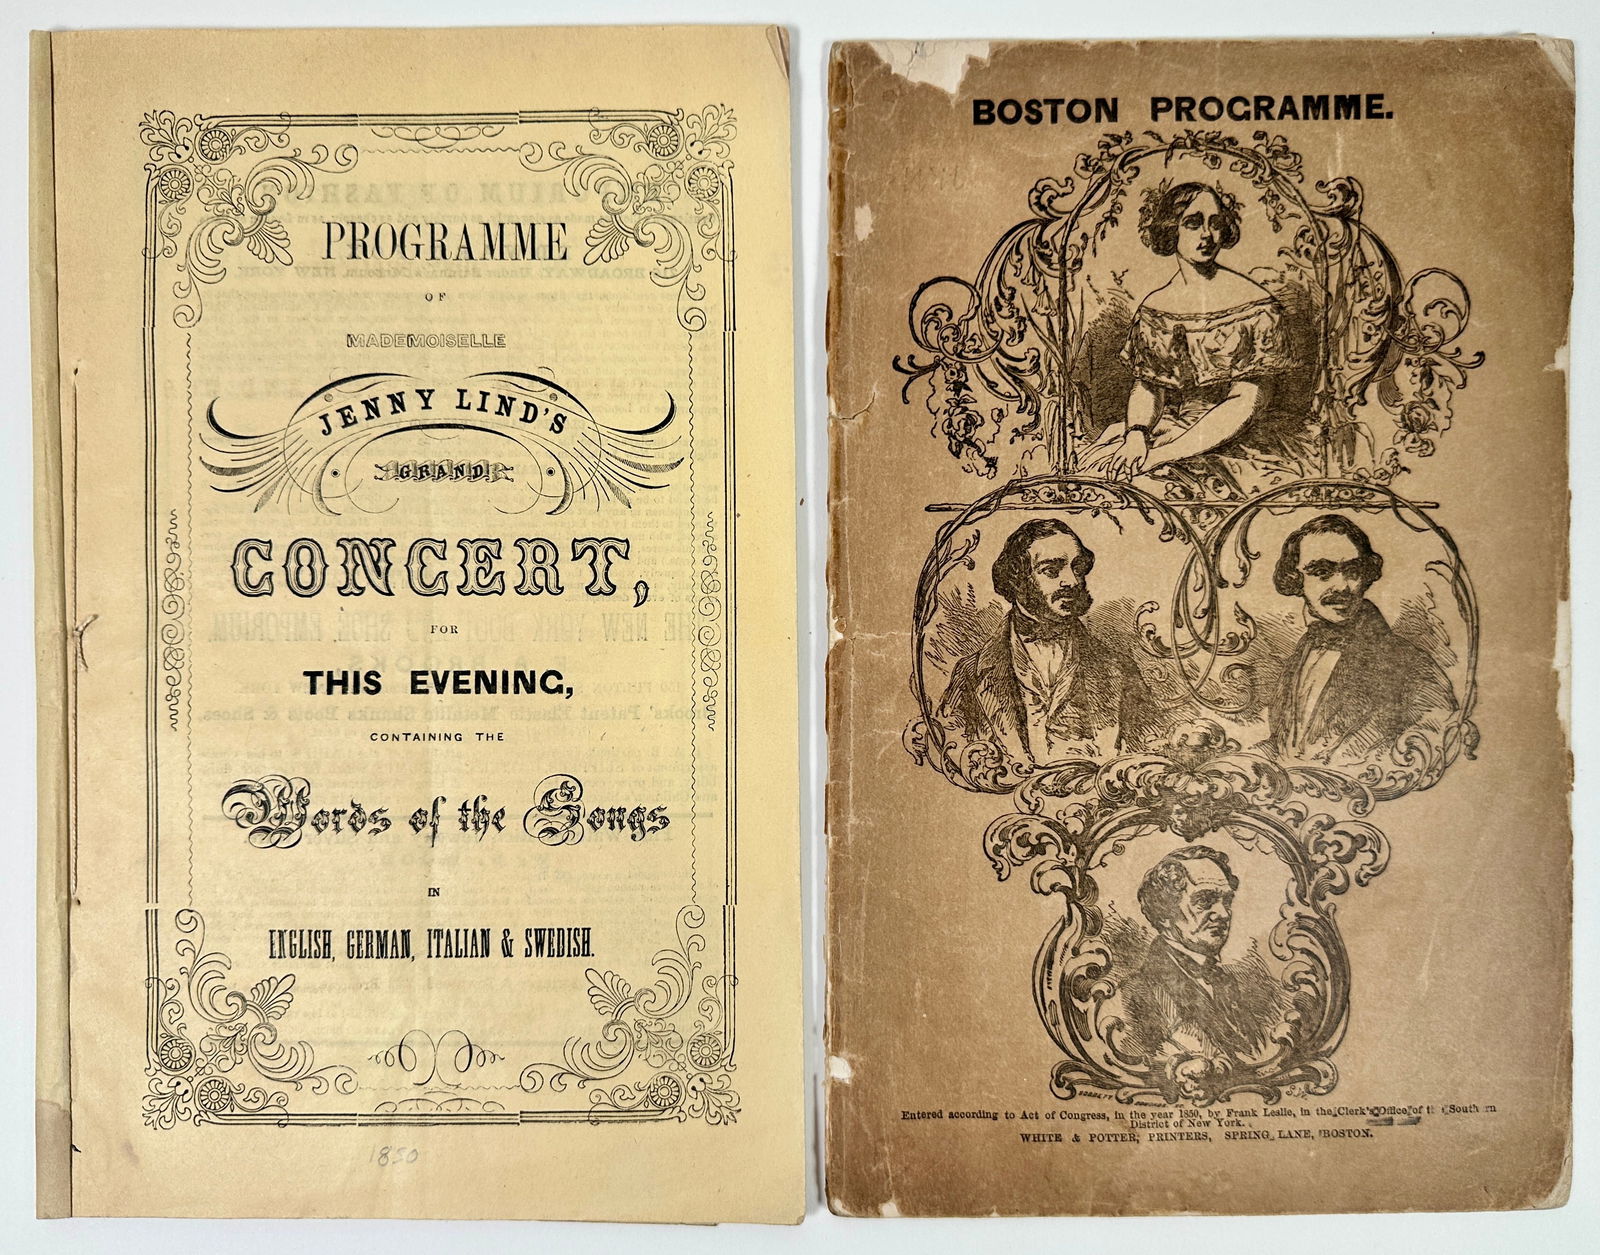 PROGRAMME
OF
MADEMOISELLE
JENNY LIND'S
GRAND
CONCERT,
FOR
THIS EVENING,
CONTAINING THE
Words of the Songs
IN
ENGLISH, GERMAN, ITALIAN & SWEDISH.
1850
BOSTON PROGRAMME.
Entered according to Act of Congress, in the year 1850, by Frank Leslie, in the Clerk's Office of the Southern
District of New York.
WHITE & POTTER, PRINTERS, SPRING LANE, BOSTON.